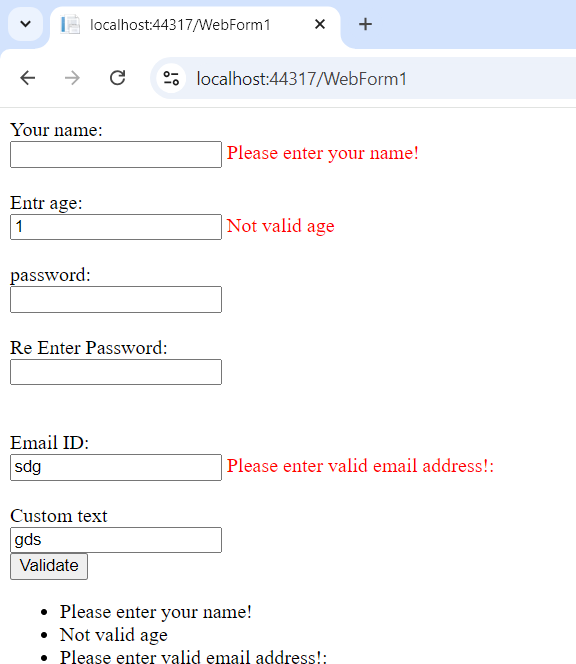 localhost:44317/WebForm1
localhost:44317/WebForm1
Your name:
Please enter your name!
Entr age:
1 Not valid age
password:
Re Enter Password:
Email ID:
sdg Please enter valid email address!:
Custom text
gds
Validate
• Please enter your name!
• Not valid age
• Please enter valid email address!: